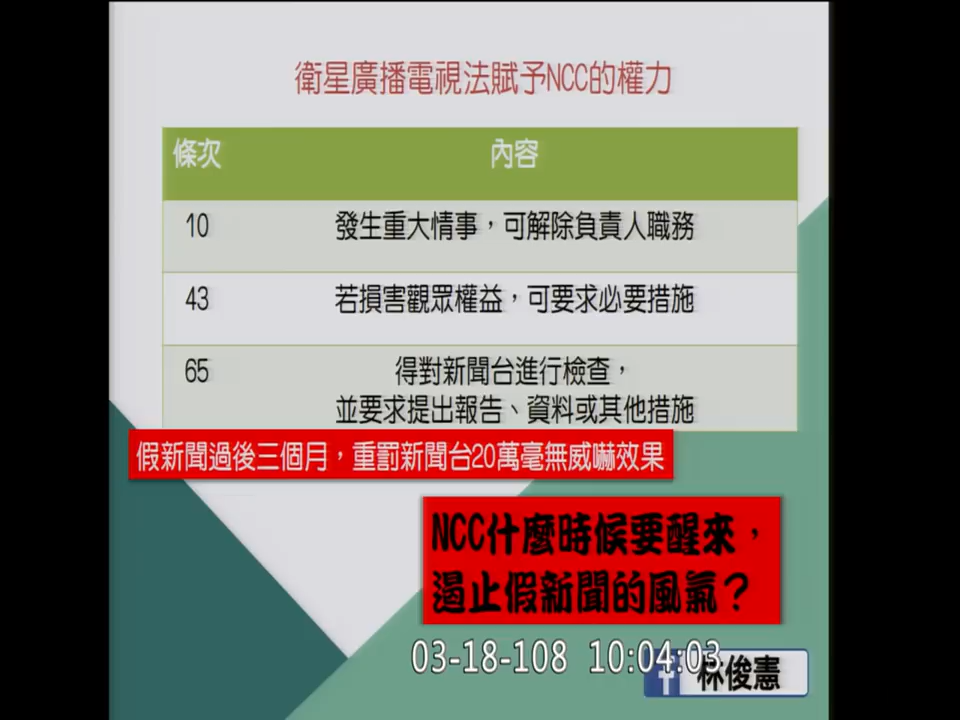 衛星廣播電視法賦予NCC的權力
條次 內容
10 發生重大情事，可解除負責人職務
43 若損害觀眾權益，可要求必要措施
65 得對新聞台進行檢查，
並要求提出報告、資料或其他措施
假新聞過後三個月，重罰新聞台20萬毫無威嚇效果
NCC什麼時候要醒來，
遏止假新聞的風氣？
03-18-108 10:04:03
f 林俊憲